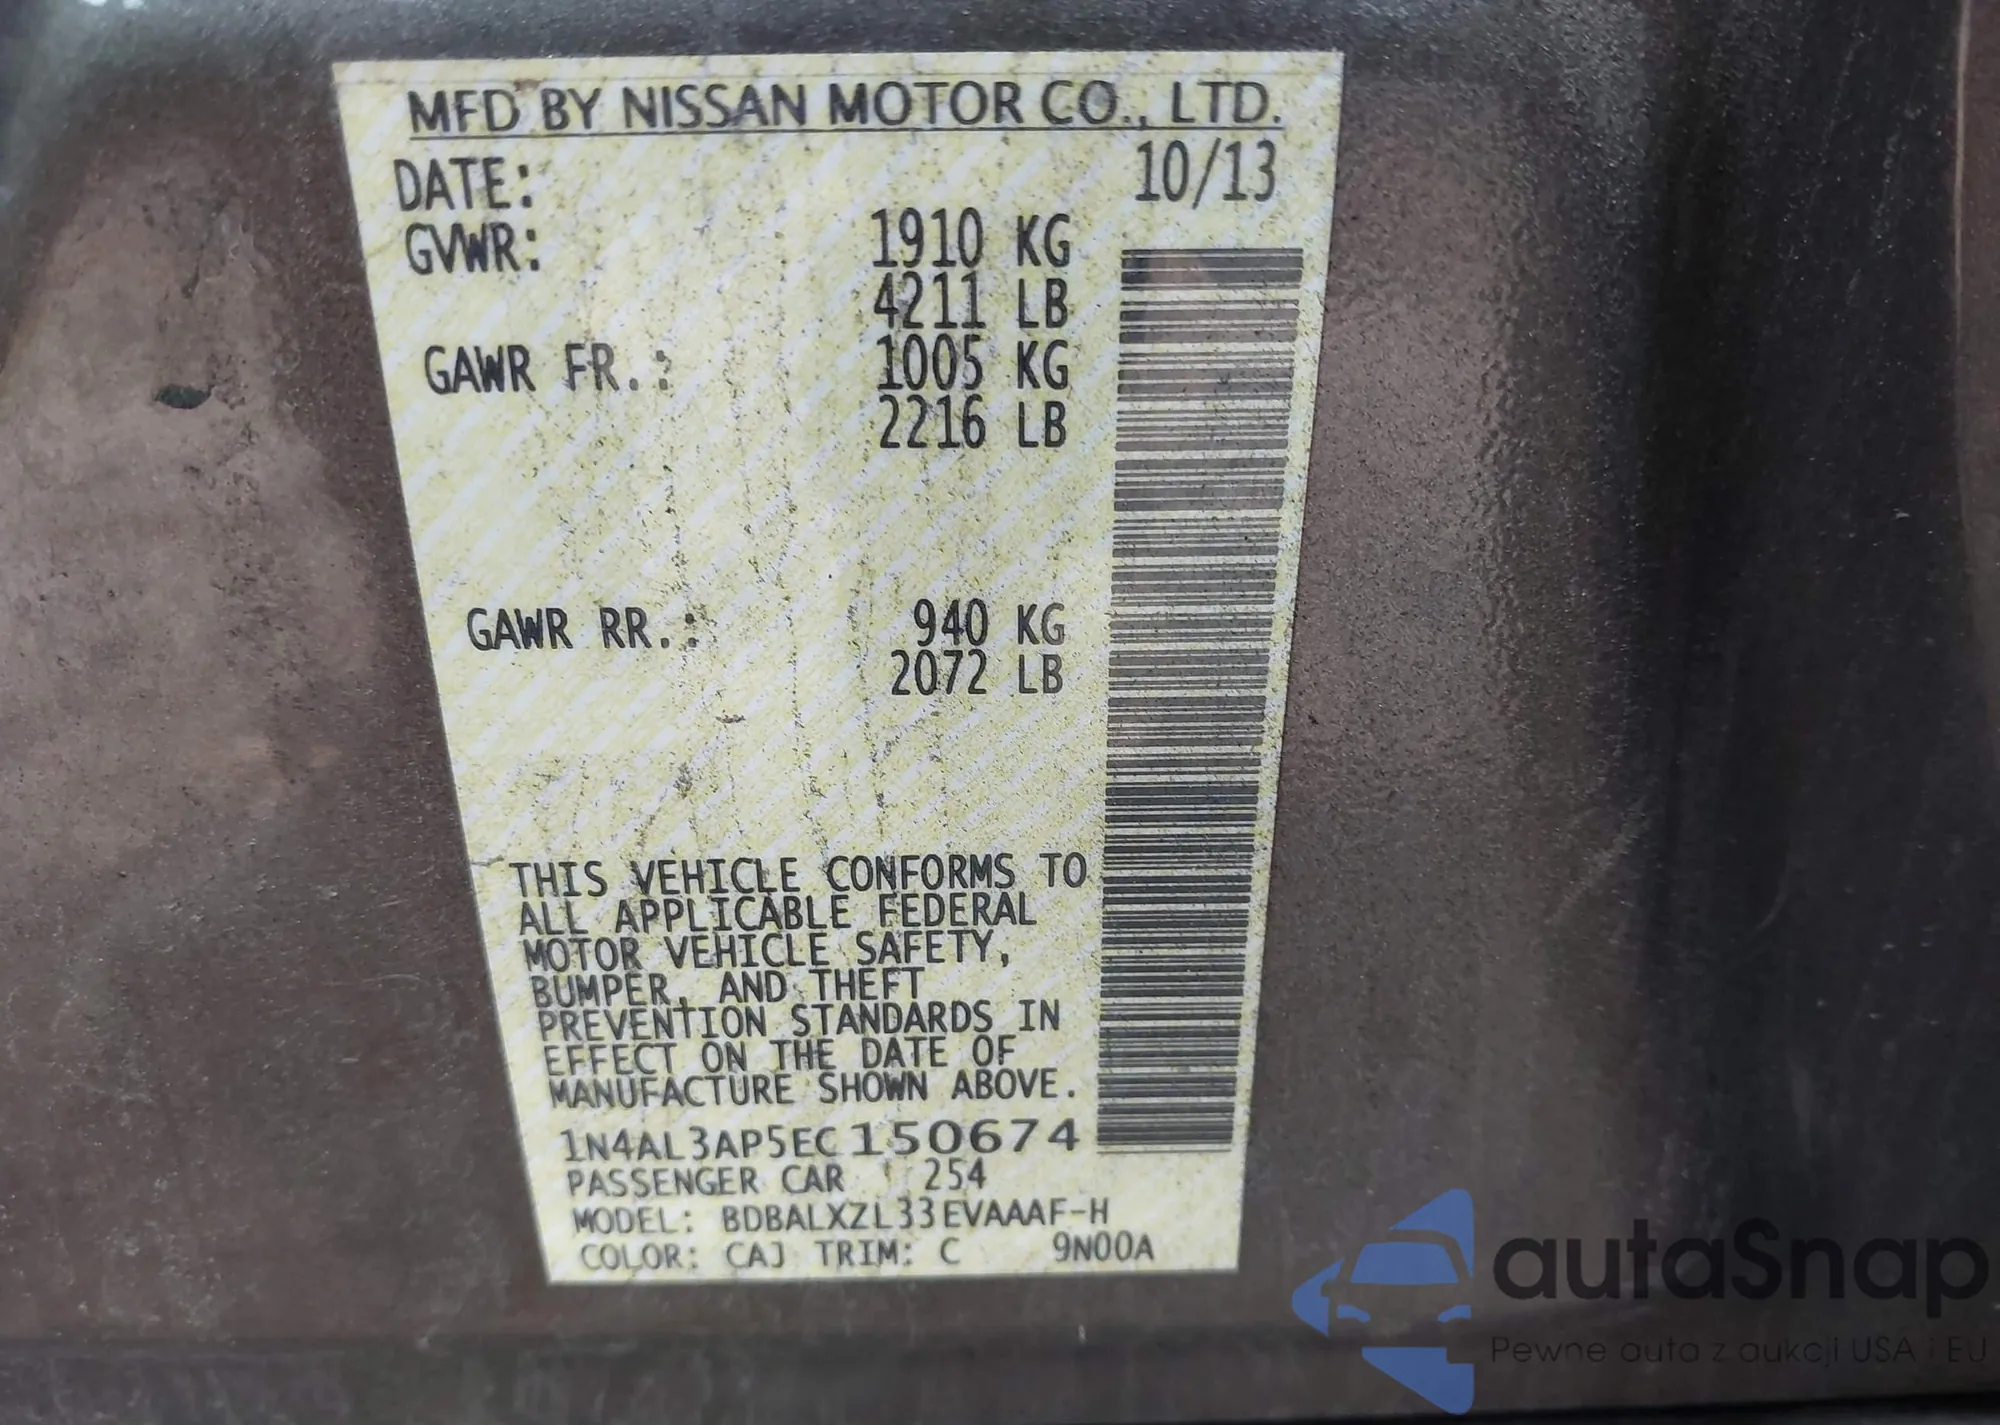 MFD BY NISSAN MOTOR CO., LTD.
DATE: 10/13
GVWR: 1910 KG
4211 LB
GAWR FR.: 1005 KG
2216 LB
GAWR RR.: 940 KG
2072 LB
THIS VEHICLE CONFORMS TO
ALL APPLICABLE FEDERAL
MOTOR VEHICLE SAFETY,
BUMPER, AND THEFT
PREVENTION STANDARDS IN
EFFECT ON THE DATE OF
MANUFACTURE SHOWN ABOVE.
1N4AL3AP5EC150674
PASSENGER CAR 254
MODEL: BDBALXZL33EVAAAF-H
COLOR: CAJ TRIM: C 9N00A
autaSnap
Pewne auta z aukcji USA i EU